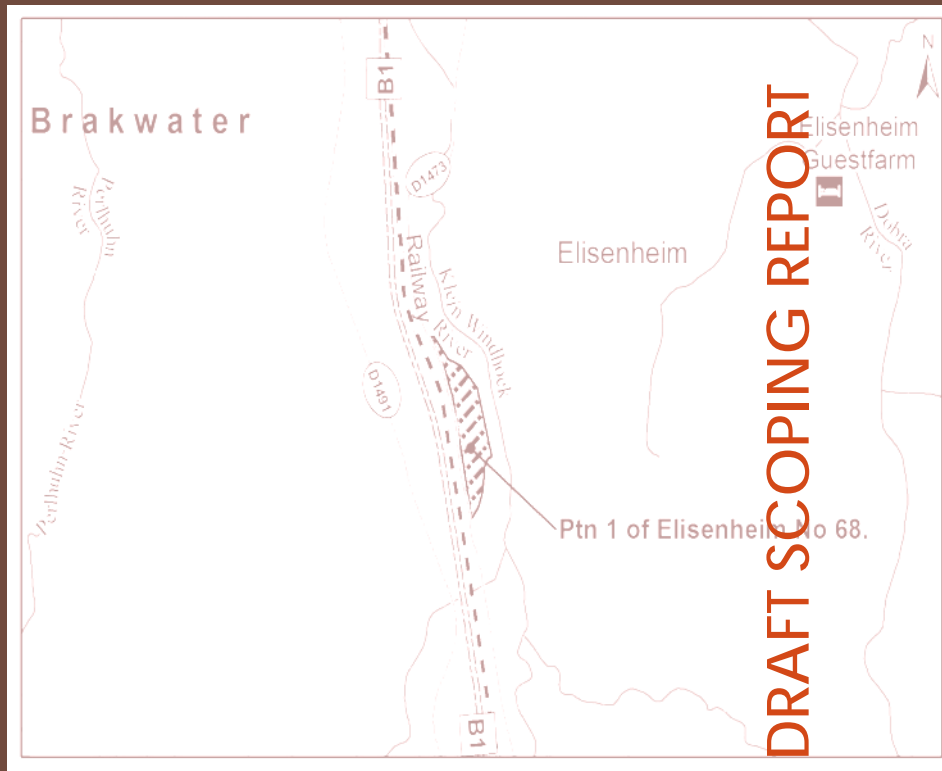 N
B1
Brakwater
Elisenheim
Guestfarm
i
D1473
Perlhuhn
River
Dobra
River
Elisenheim
Railway
Klein Windhoek
River
D1491
Perlhuhn-River
Ptn 1 of Elisenheim No 68.
B1
DRAFT SCOPING REPORT